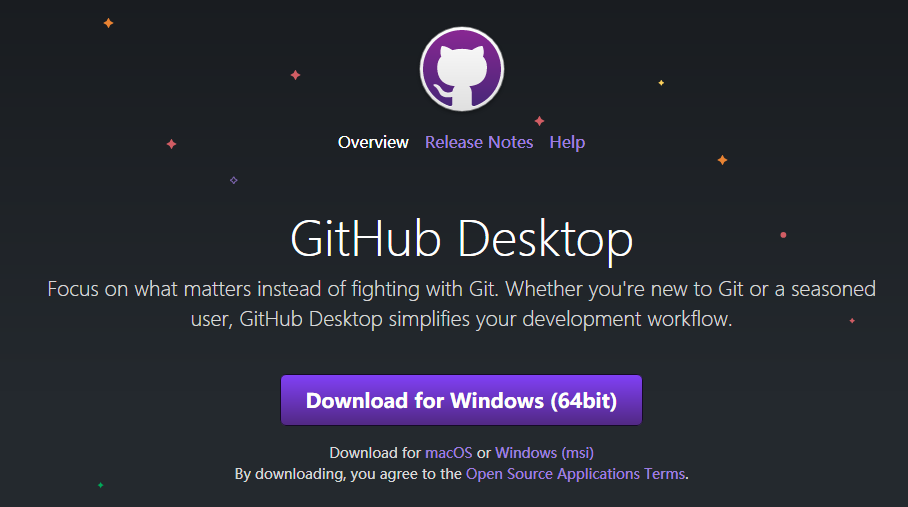 Overview Release Notes Help
GitHub Desktop
Focus on what matters instead of fighting with Git. Whether you're new to Git or a seasoned
user, GitHub Desktop simplifies your development workflow.
Download for Windows (64bit)
Download for macOS or Windows (msi)
By downloading, you agree to the Open Source Applications Terms.